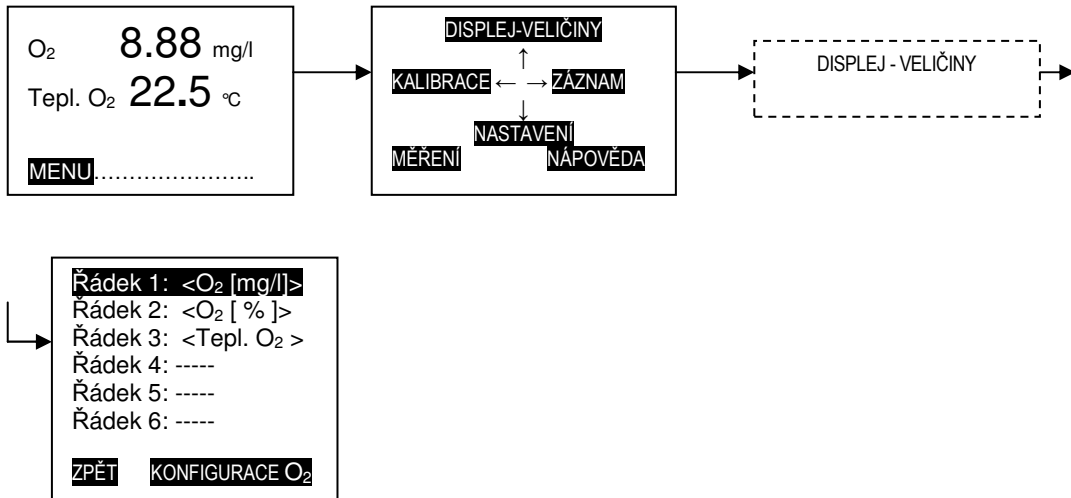 O₂ 8.88 mg/l
Tepl. O₂ 22.5 °C
MENU.......................
DISPLEJ-VELIČINY
↑
KALIBRACE ← → ZÁZNAM
↓
NASTAVENÍ
MĚŘENÍ NÁPOVĚDA
DISPLEJ - VELIČINY
Řádek 1: <O₂ [mg/l]>
Řádek 2: <O₂ [ % ]>
Řádek 3: <Tepl. O₂ >
Řádek 4: -----
Řádek 5: -----
Řádek 6: -----
ZPĚT KONFIGURACE O₂